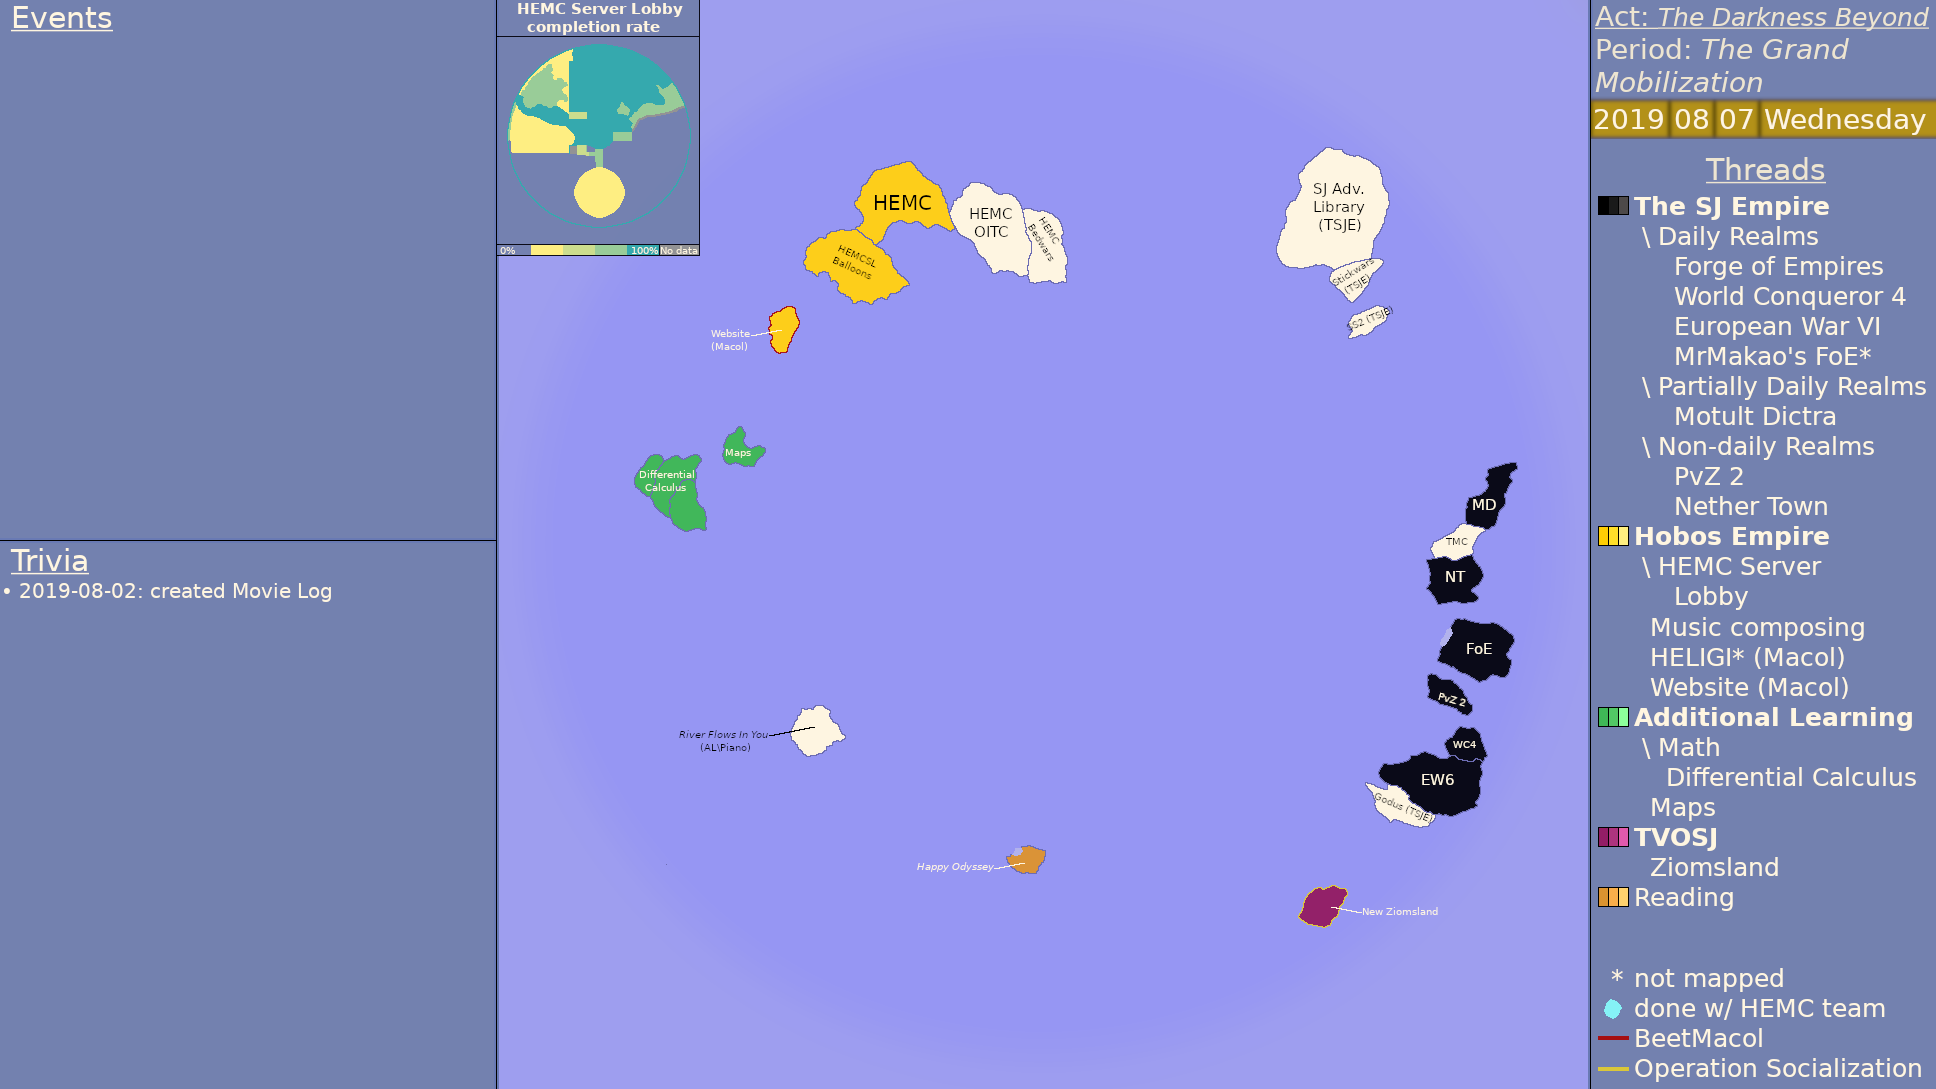 Events
Trivia
• 2019-08-02: created Movie Log
HEMC Server Lobby
completion rate
0%
100%
No data
HEMC
HEMC
OITC
HEMC
Bedwars
HEMCSL
Balloons
Website
(Macol)
SJ Adv.
Library
(TSJE)
Stickwars
(TSJE)
SS2 (TSJE)
Maps
Differential
Calculus
MD
TMC
NT
FoE
PvZ 2
WC4
EW6
Godus (TSJE)
River Flows In You
(AL\Piano)
Happy Odyssey
New Ziomsland
Act: The Darkness Beyond
Period: The Grand
Mobilization
2019 08 07 Wednesday
Threads
The SJ Empire
\ Daily Realms
Forge of Empires
World Conqueror 4
European War VI
MrMakao's FoE*
\ Partially Daily Realms
Motult Dictra
\ Non-daily Realms
PvZ 2
Nether Town
Hobos Empire
\ HEMC Server
Lobby
Music composing
HELIGI* (Macol)
Website (Macol)
Additional Learning
\ Math
Differential Calculus
Maps
TVOSJ
Ziomsland
Reading
* not mapped
done w/ HEMC team
BeetMacol
Operation Socialization